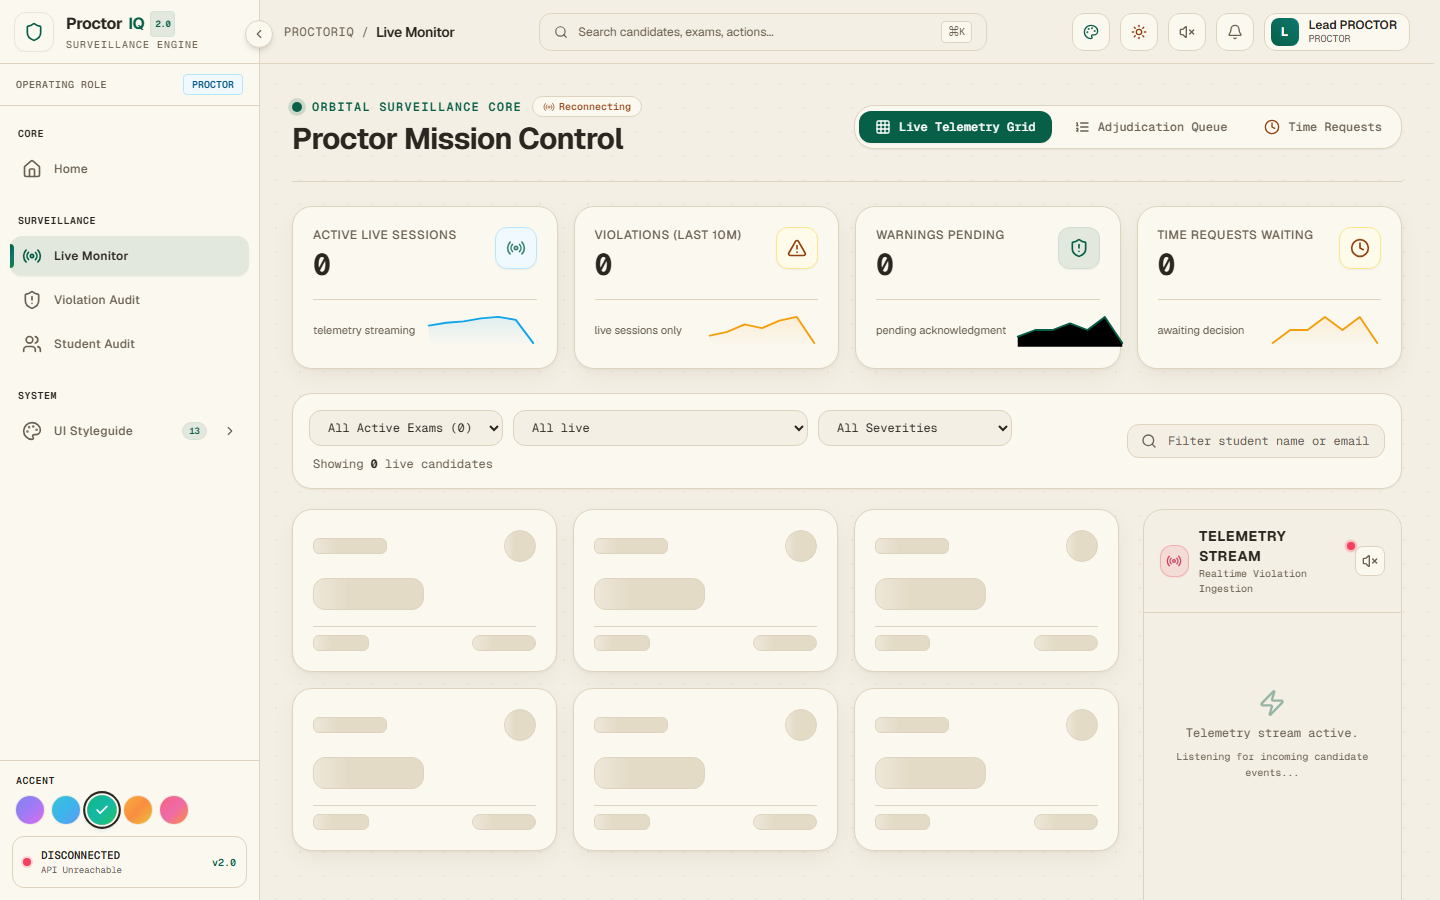 Proctor IQ 2.0
SURVEILLANCE ENGINE
OPERATING ROLE PROCTOR
CORE
Home
SURVEILLANCE
Live Monitor
Violation Audit
Student Audit
SYSTEM
UI Styleguide 13
ACCENT
DISCONNECTED
API Unreachable
v2.0
PROCTORIQ / Live Monitor
Search candidates, exams, actions… ⌘K
L
Lead PROCTOR
PROCTOR
ORBITAL SURVEILLANCE CORE Reconnecting
Proctor Mission Control
Live Telemetry Grid Adjudication Queue Time Requests
ACTIVE LIVE SESSIONS
0
telemetry streaming
VIOLATIONS (LAST 10M)
0
live sessions only
WARNINGS PENDING
0
pending acknowledgment
TIME REQUESTS WAITING
0
awaiting decision
All Active Exams (0) All live All Severities
Filter student name or email
Showing 0 live candidates
TELEMETRY
STREAM
Realtime Violation
Ingestion
Telemetry stream active.
Listening for incoming candidate
events...